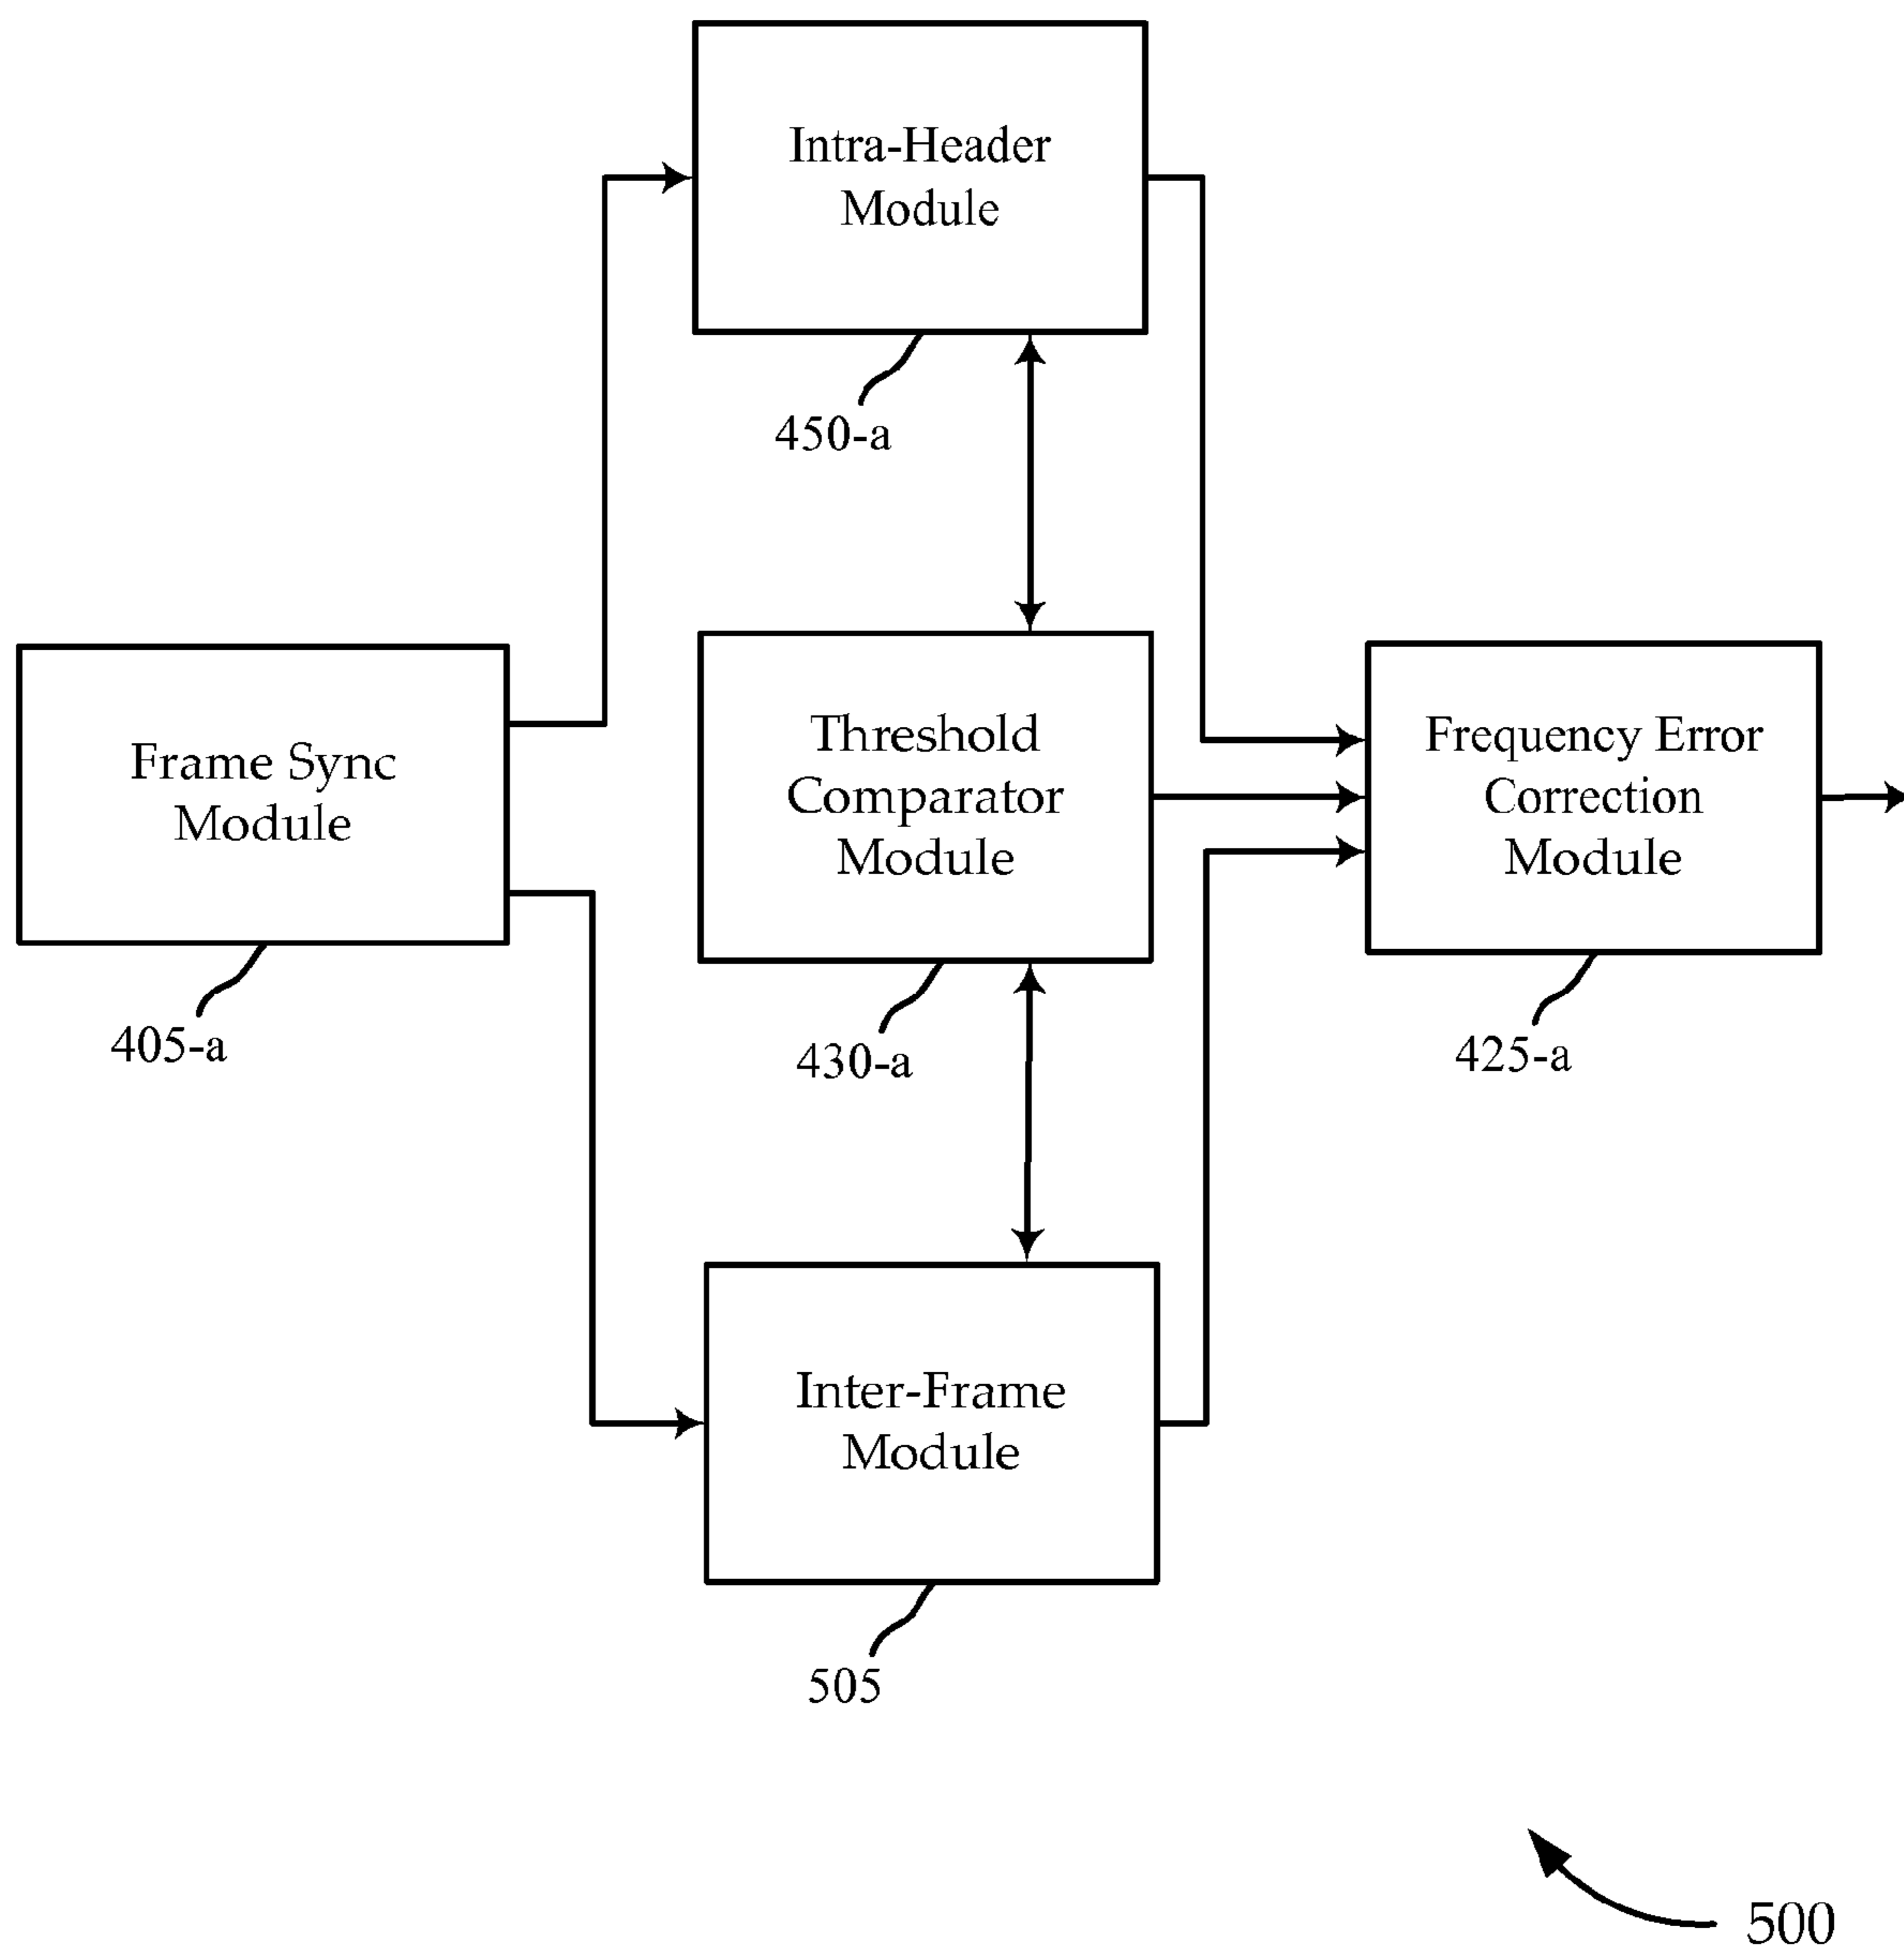 Intra-Header
Module
450-a
Frame Sync
Module
405-a
Threshold
Comparator
Module
430-a
Frequency Error
Correction
Module
425-a
Inter-Frame
Module
505
500